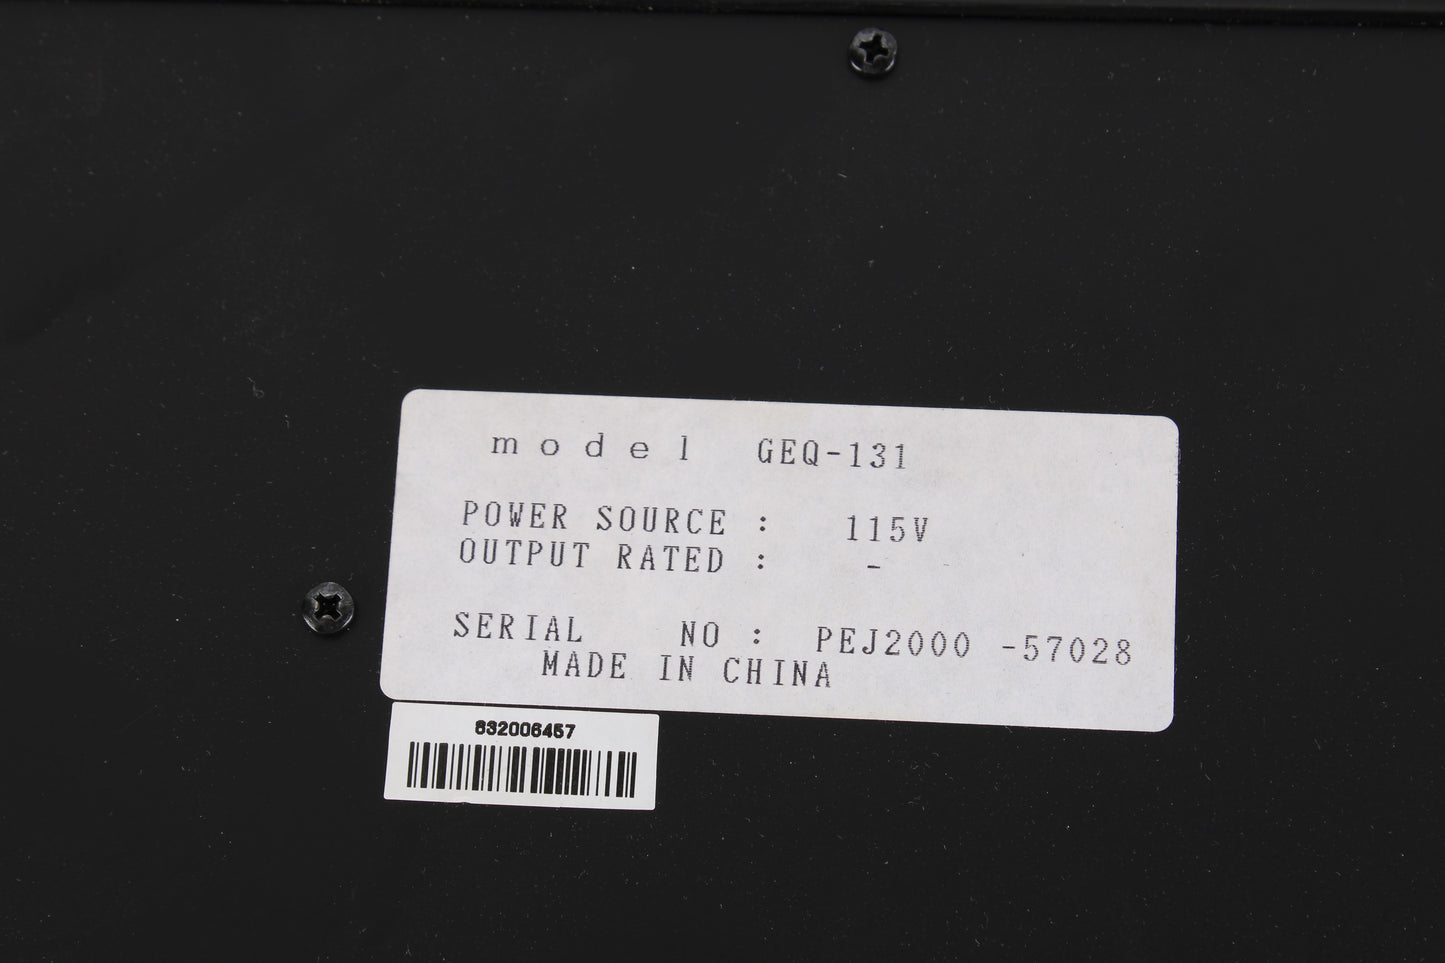 model GEQ-131
POWER SOURCE : 115V
OUTPUT RATED : -
SERIAL NO : PEJ2000 -57028
MADE IN CHINA
832006457